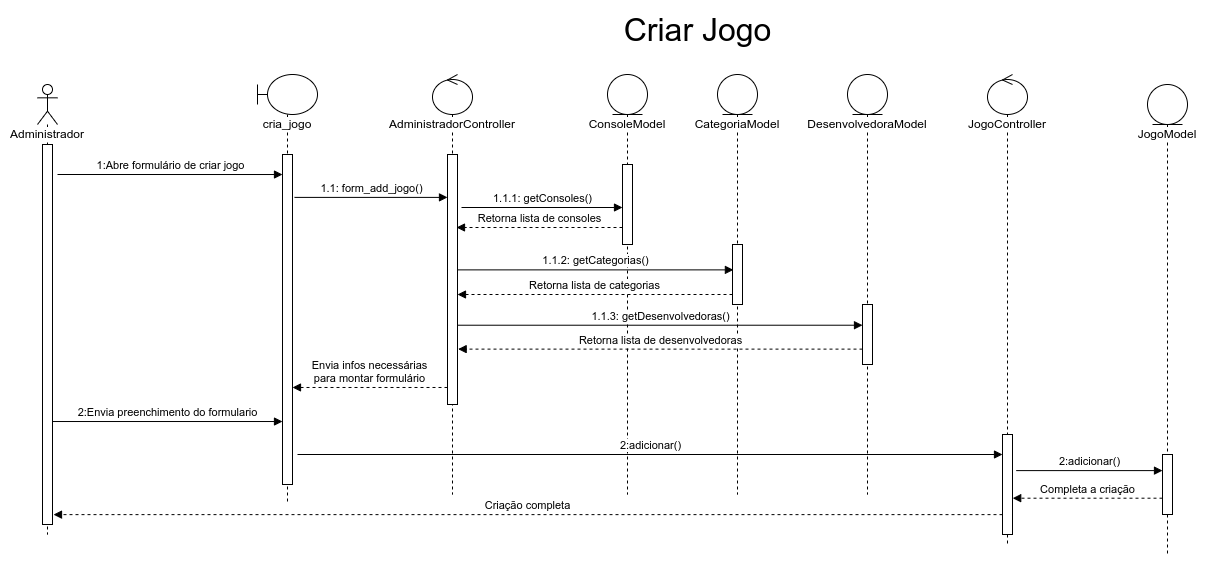 Criar Jogo
Administrador
cria_jogo
AdministradorController
ConsoleModel
CategoriaModel
DesenvolvedoraModel
JogoController
JogoModel
1:Abre formulário de criar jogo
1.1: form_add_jogo()
1.1.1: getConsoles()
Retorna lista de consoles
1.1.2: getCategorias()
Retorna lista de categorias
1.1.3: getDesenvolvedoras()
Retorna lista de desenvolvedoras
Envia infos necessárias
para montar formulário
2:Envia preenchimento do formulario
2:adicionar()
2:adicionar()
Completa a criação
Criação completa